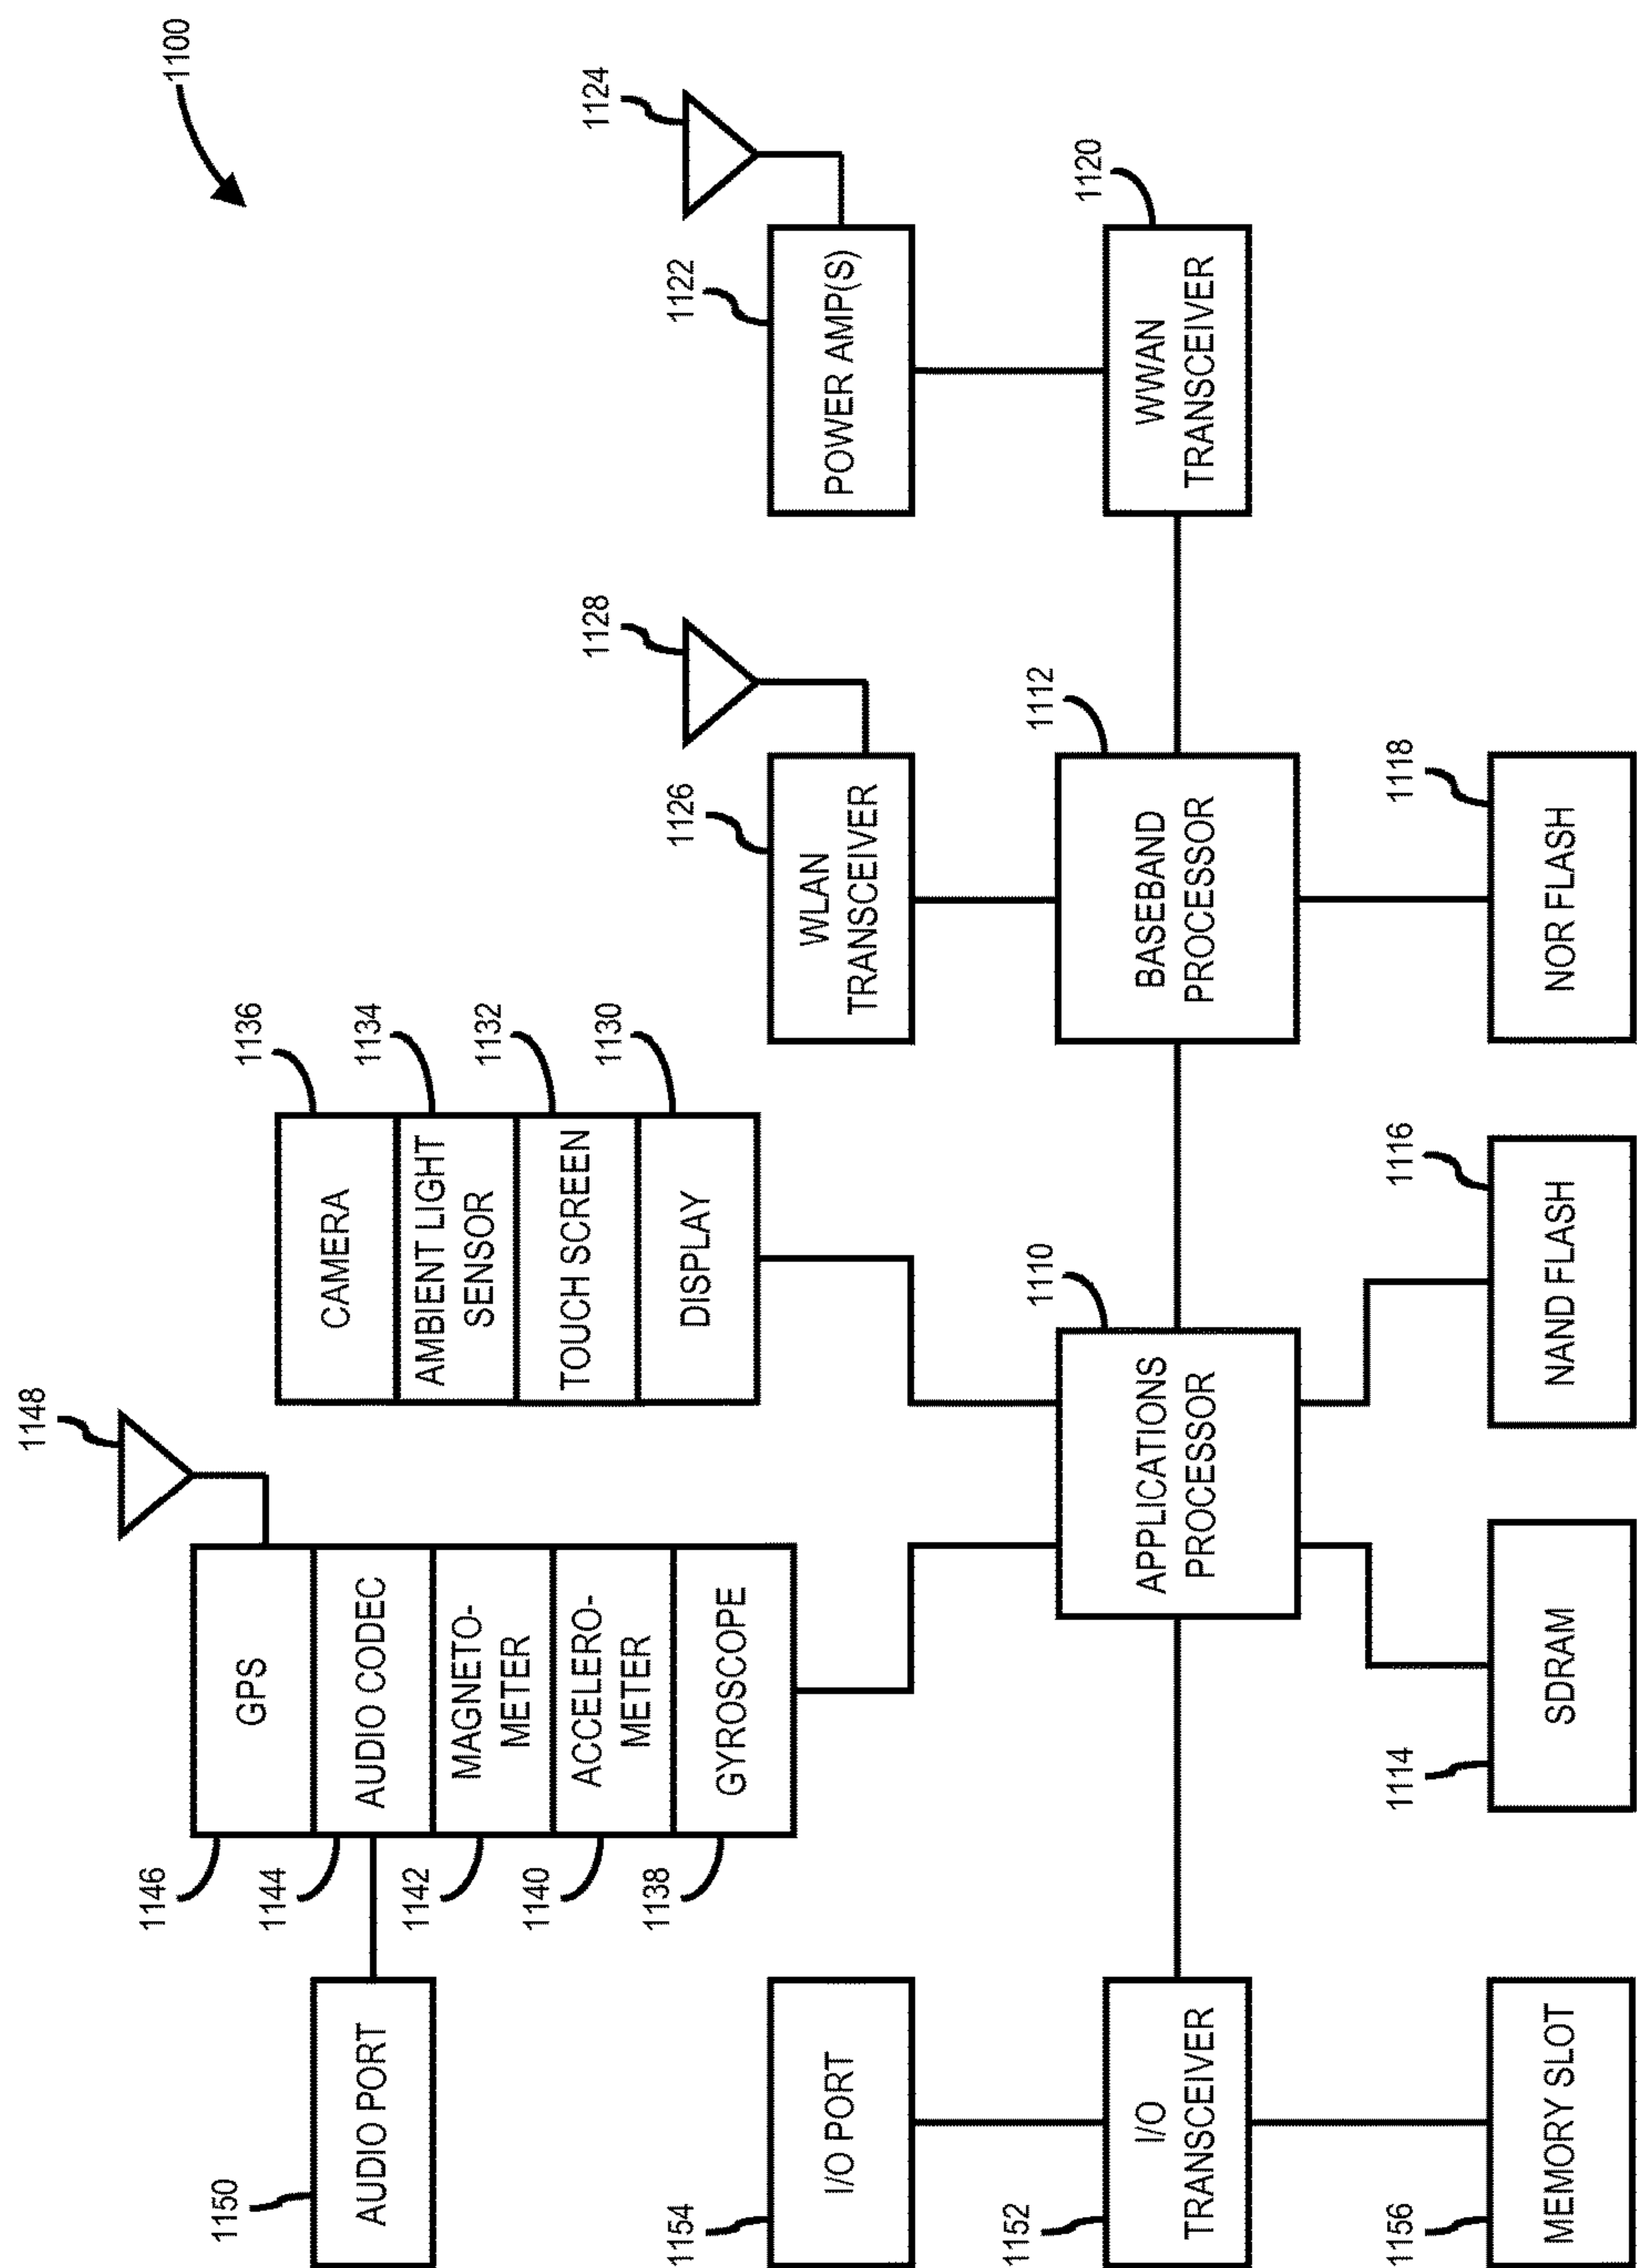 1100
1148
GPS
AUDIO CODEC
MAGNETO-
METER
ACCELERO-
METER
GYROSCOPE
1146
1144
1142
1140
1138
AUDIO PORT
1150
CAMERA
AMBIENT LIGHT
SENSOR
TOUCH SCREEN
DISPLAY
1136
1134
1132
1130
1128
1124
I/O PORT
1154
WLAN
TRANSCEIVER
1126
POWER AMP(S)
1122
I/O
TRANSCEIVER
1152
APPLICATIONS
PROCESSOR
1110
BASEBAND
PROCESSOR
1112
WWAN
TRANSCEIVER
1120
MEMORY SLOT
1156
SDRAM
1114
NAND FLASH
1116
NOR FLASH
1118